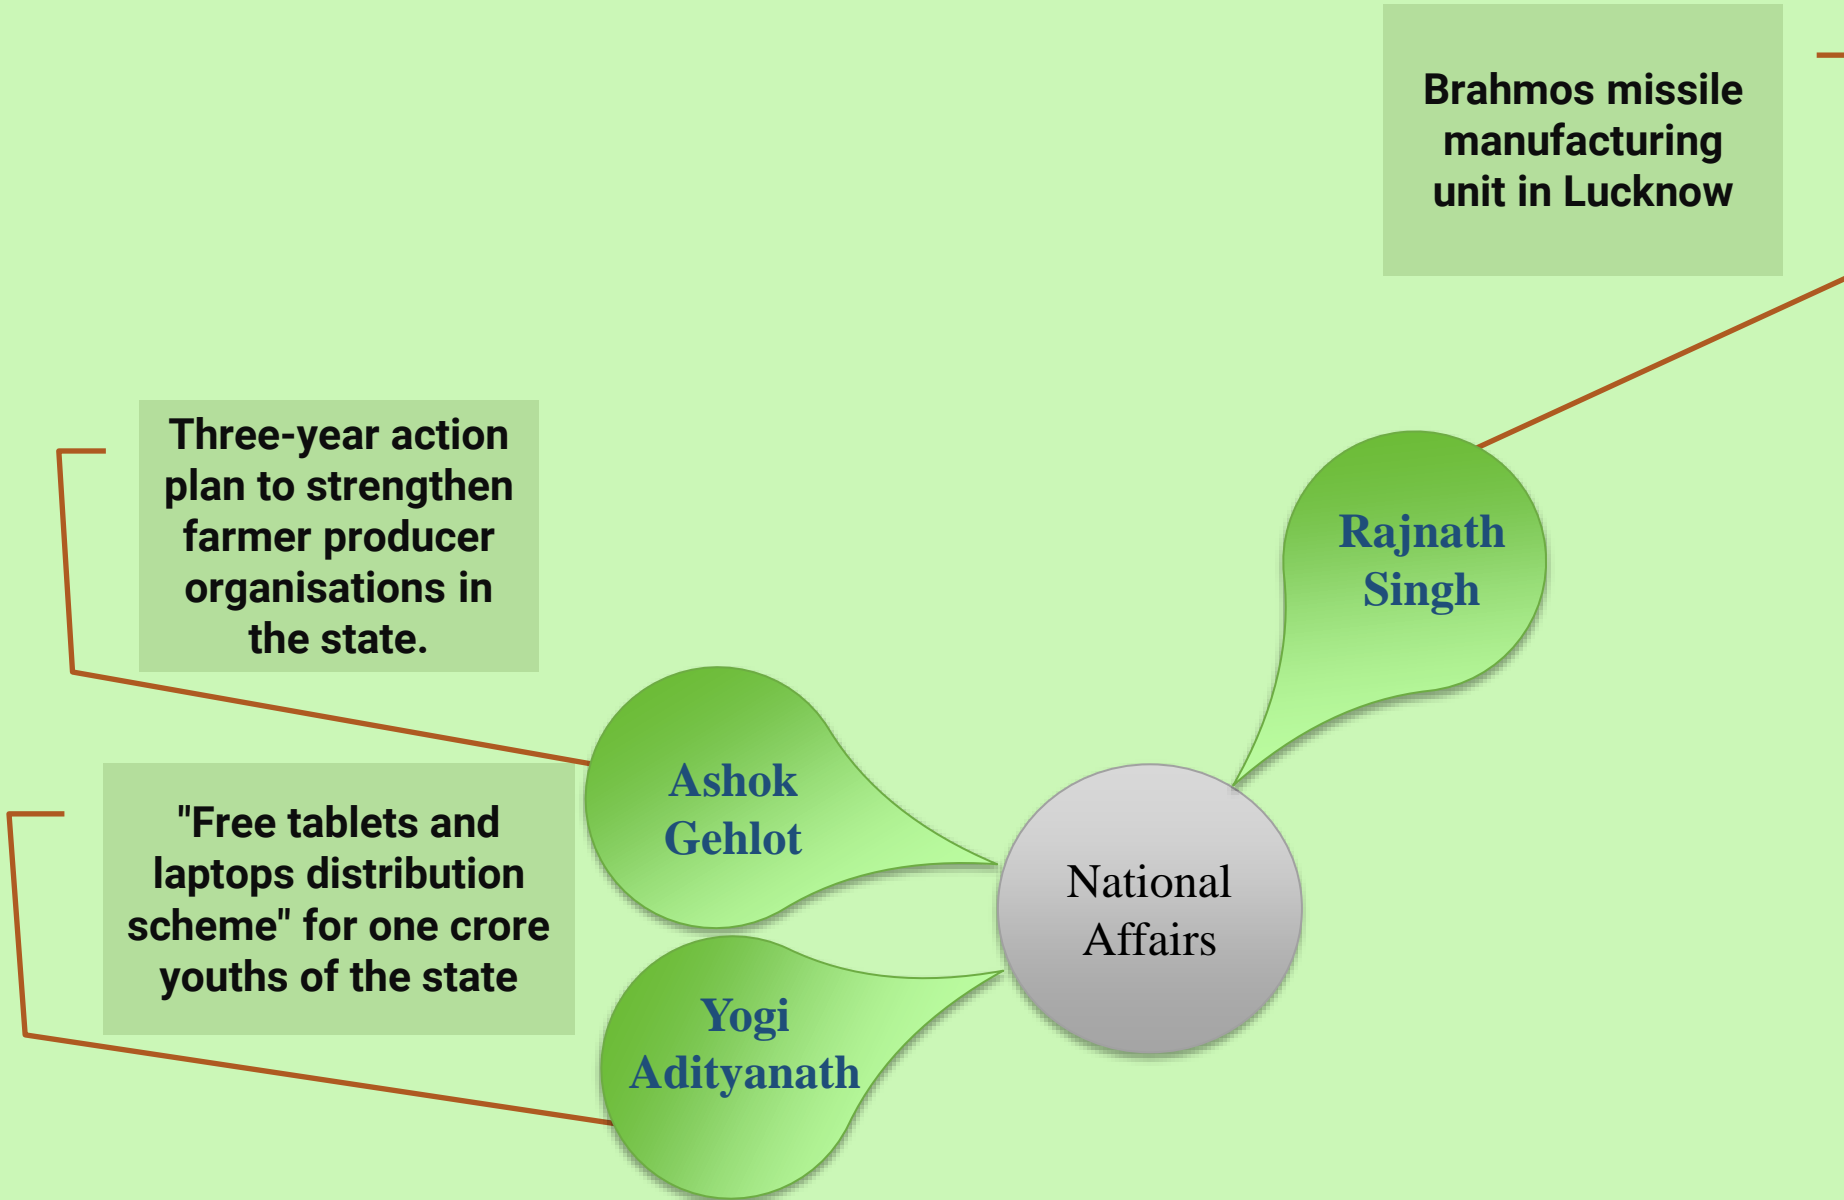 Brahmos missile
manufacturing
unit in Lucknow
Three-year action
plan to strengthen
farmer producer
organisations in
the state.
Rajnath
Singh
Ashok
Gehlot
"Free tablets and
laptops distribution
scheme" for one crore
youths of the state
National
Affairs
Yogi
Adityanath